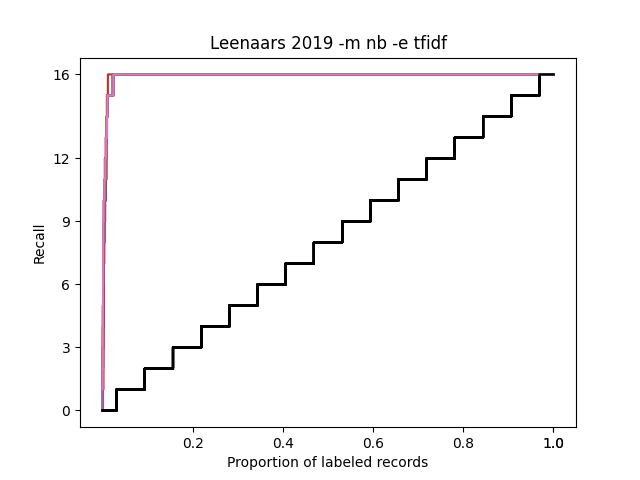 Leenaars 2019 -m nb -e tfidf
Recall
16
12
9
6
3
0
0.2 0.4 0.6 0.8 1.0
Proportion of labeled records